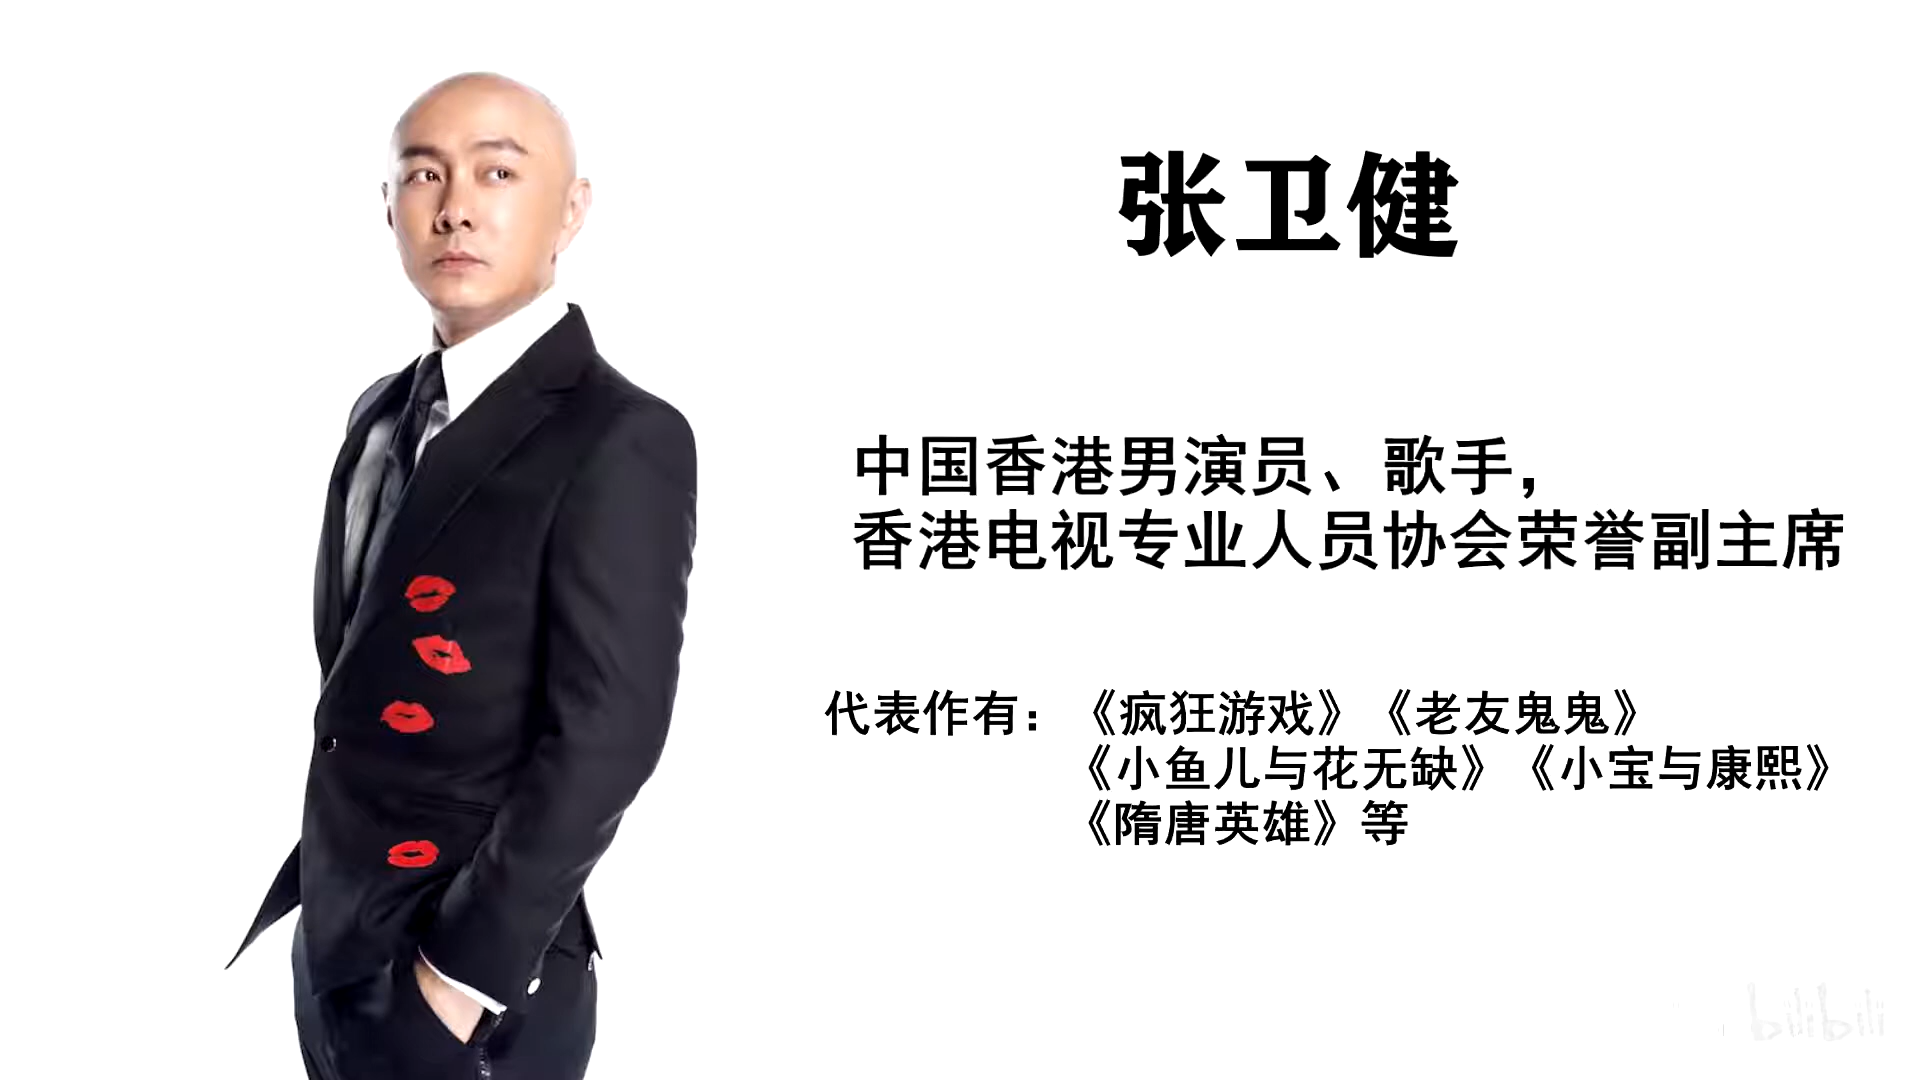 张卫健
中国香港男演员、歌手，
香港电视专业人员协会荣誉副主席
代表作有：《疯狂游戏》《老友鬼鬼》
《小鱼儿与花无缺》《小宝与康熙》
《隋唐英雄》等
bilibili